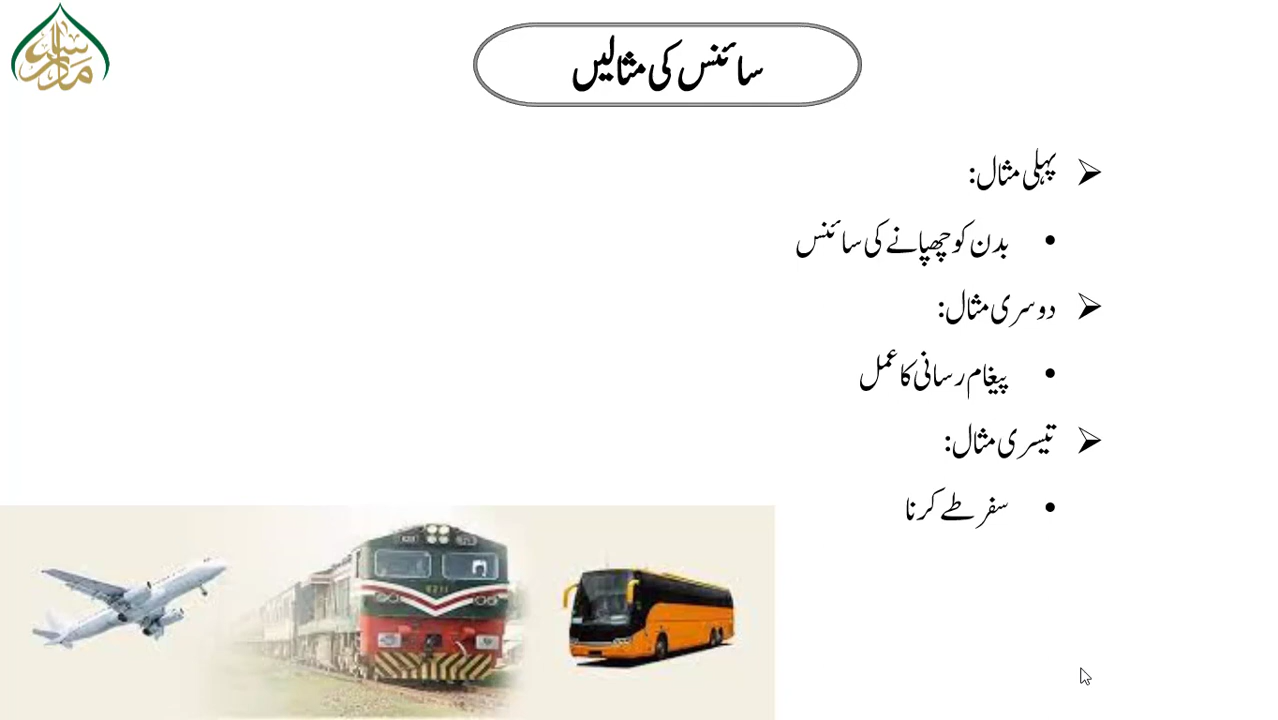 سائنس کی مثالیں
پہلی مثال:
بدن کو چھپانے کی سائنس
دوسری مثال:
پیغام رسانی کا عمل
تیسری مثال:
سفر طے کرنا